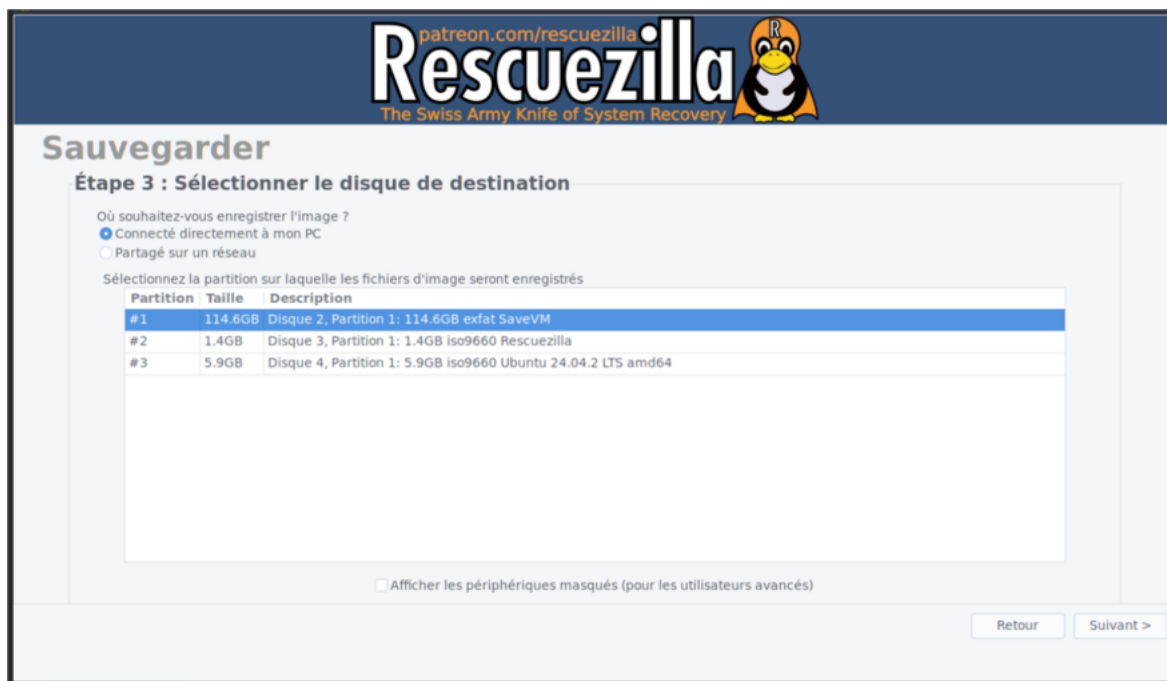 patreon.com/rescuezilla
R
Rescuezilla
The Swiss Army Knife of System Recovery
Sauvegarder
Étape 3 : Sélectionner le disque de destination
Où souhaitez-vous enregistrer l'image ?
Connecté directement à mon PC
Partagé sur un réseau
Sélectionnez la partition sur laquelle les fichiers d'image seront enregistrés
Partition Taille Description
#1 114.6GB Disque 2, Partition 1: 114.6GB exfat SaveVM
#2 1.4GB Disque 3, Partition 1: 1.4GB iso9660 Rescuezilla
#3 5.9GB Disque 4, Partition 1: 5.9GB iso9660 Ubuntu 24.04.2 LTS amd64
Afficher les périphériques masqués (pour les utilisateurs avancés)
Retour Suivant >